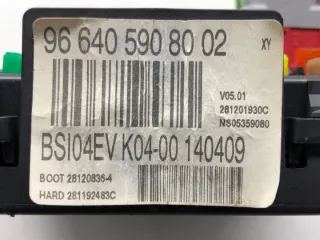 96 640 590 80 02
XY
V05.01
281201930C
NS05359080
BSI04EV K04-00 140409
BOOT 28120836-4
HARD 281192483C